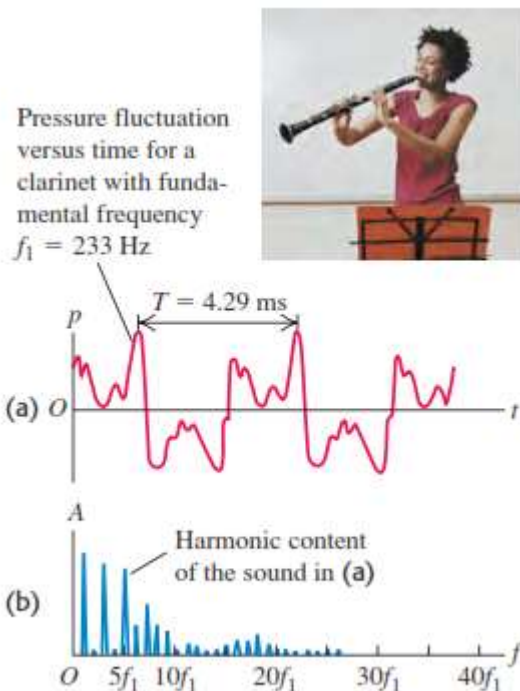 Pressure fluctuation
versus time for a
clarinet with funda-
mental frequency
f₁ = 233 Hz
T = 4.29 ms
p
(a)
O
t
A
Harmonic content
of the sound in (a)
(b)
O 5f₁ 10f₁ 20f₁ 30f₁ 40f₁
f